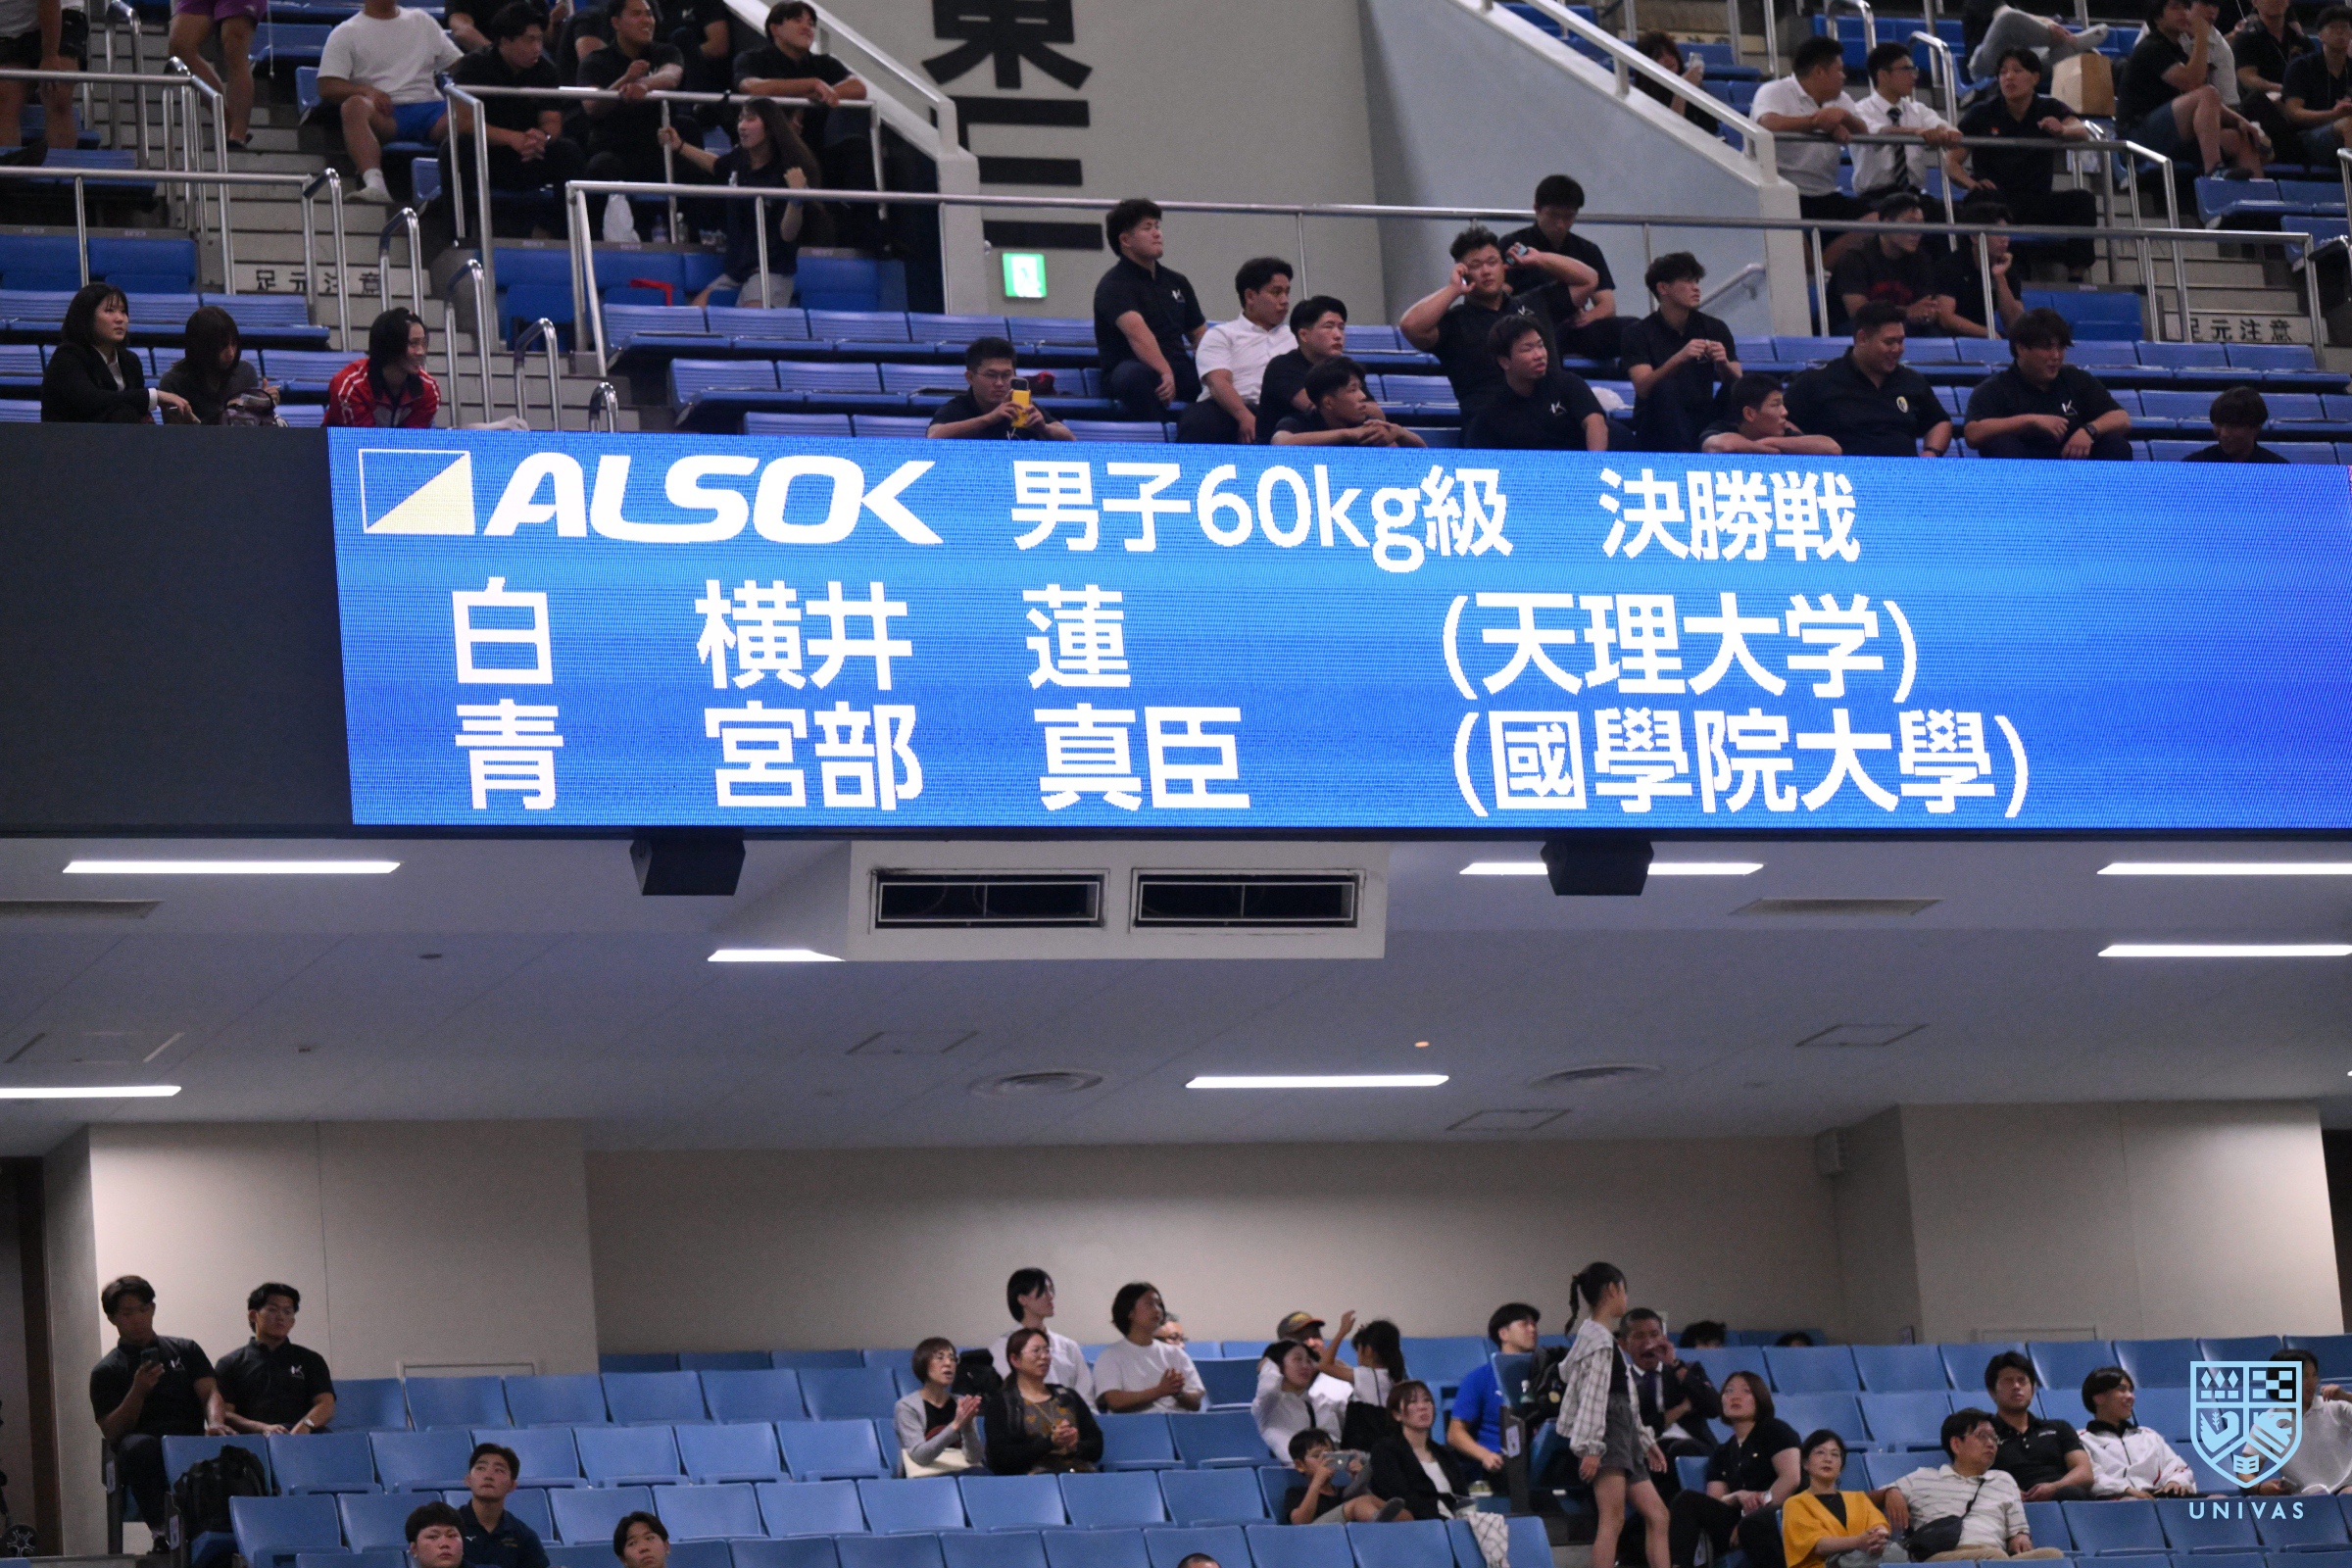 東
足元注意
足元注意
ALSOK 男子60kg級 決勝戦
白 横井 蓮 (天理大学)
青 宮部 真臣 (國學院大學)
UNIVAS